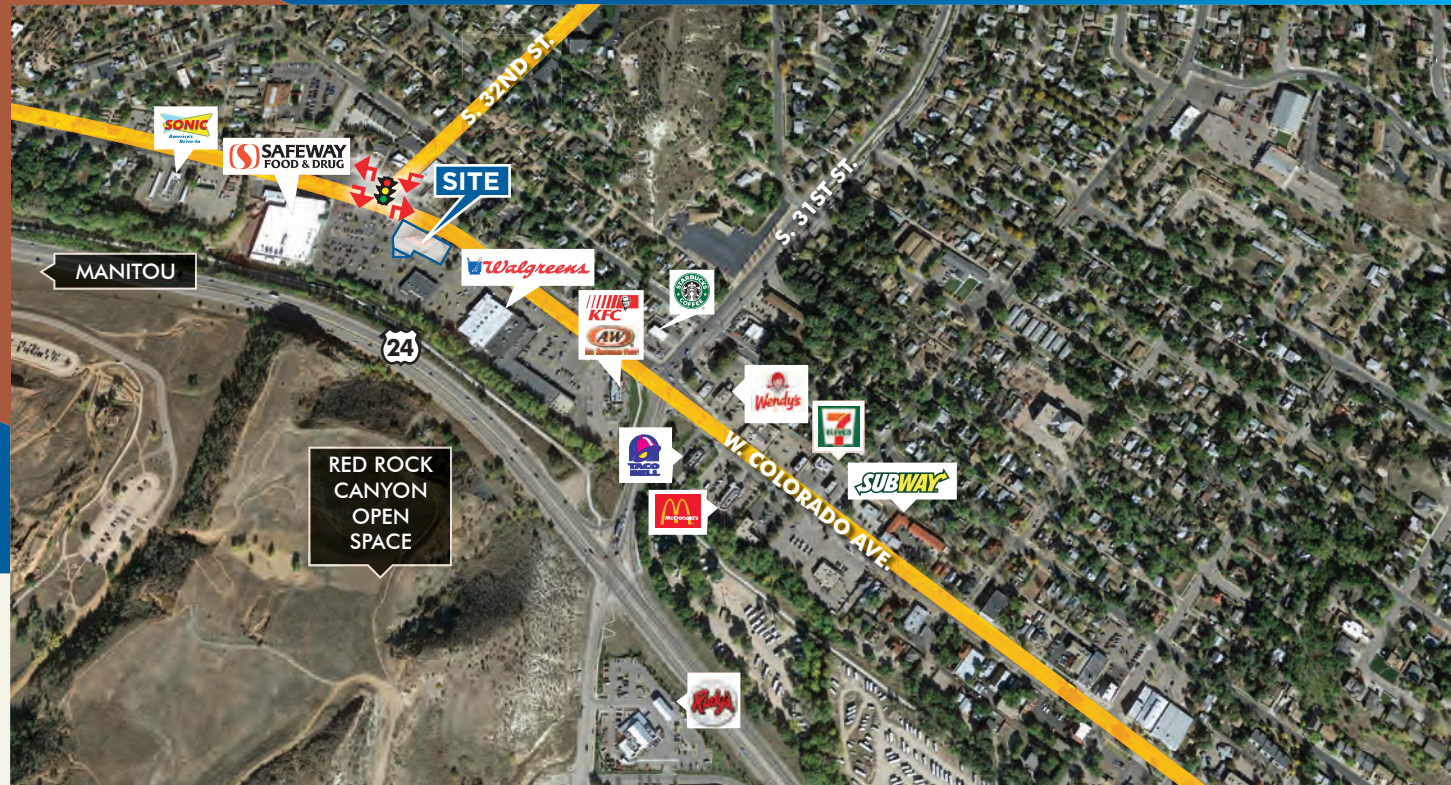 S. 32ND ST.
SONIC
America's
Drive-In
SAFEWAY
FOOD & DRUG
SITE
S. 31ST ST.
MANITOU
Walgreens
STARBUCKS
COFFEE
KFC
A&W
24
Wendy's
7
ELEVEN
TACO
BELL
W. COLORADO AVE.
SUBWAY
RED ROCK
CANYON
OPEN
SPACE
McDonald's
Rudy's